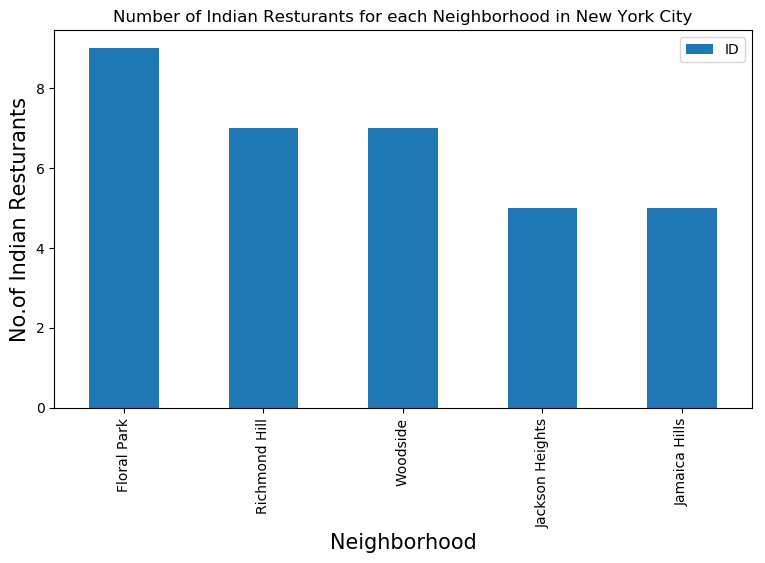 Number of Indian Resturants for each Neighborhood in New York City
ID
No.of Indian Resturants
8
6
4
2
0
Floral Park
Richmond Hill
Woodside
Jackson Heights
Jamaica Hills
Neighborhood